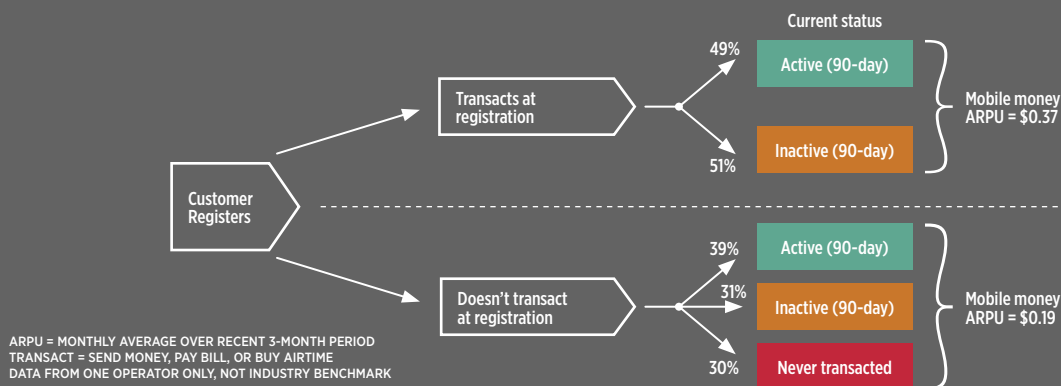 Current status
49%
Active (90-day)
Transacts at
registration
Mobile money
ARPU = $0.37
Inactive (90-day)
51%
Customer
Registers
39%
Active (90-day)
Doesn't transact
at registration
31%
Inactive (90-day)
Mobile money
ARPU = $0.19
30%
Never transacted
ARPU = MONTHLY AVERAGE OVER RECENT 3-MONTH PERIOD
TRANSACT = SEND MONEY, PAY BILL, OR BUY AIRTIME
DATA FROM ONE OPERATOR ONLY, NOT INDUSTRY BENCHMARK